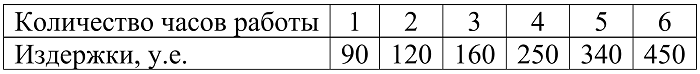 Количество часов работы 1 2 3 4 5 6
Издержки, у.е. 90 120 160 250 340 450